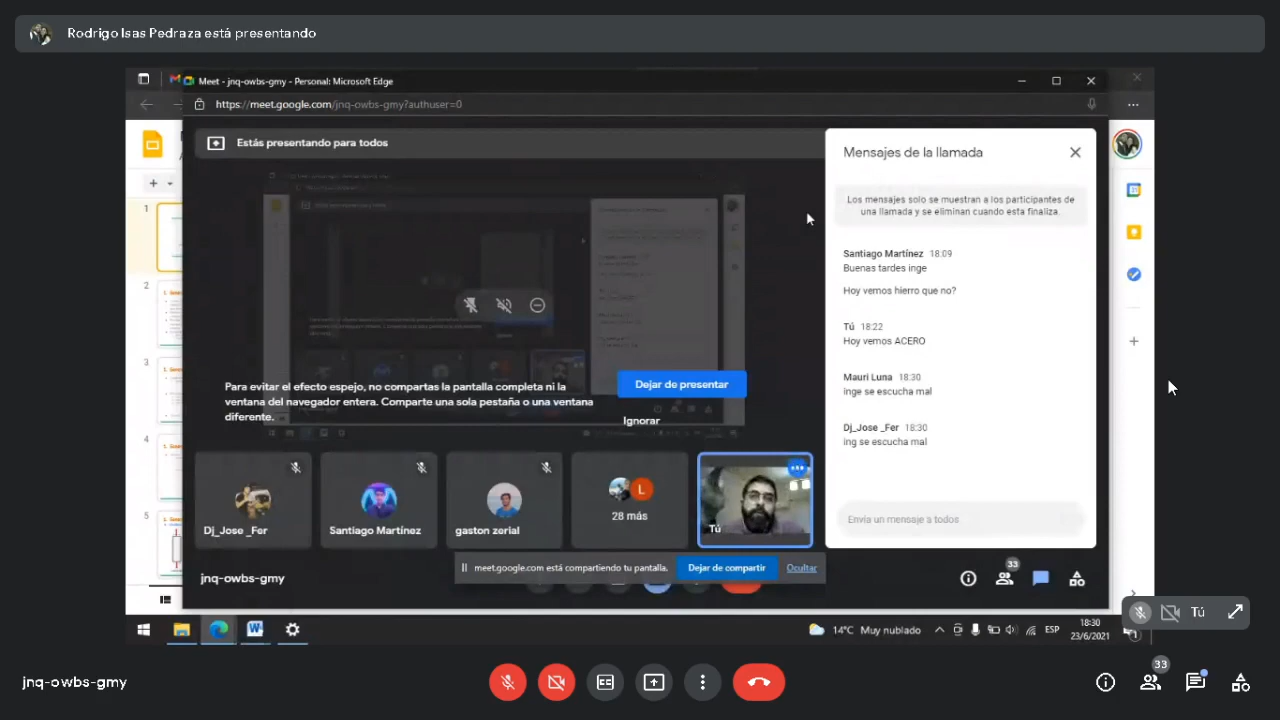 Rodrigo Isas Pedraza está presentando
Meet - jnq-owbs-gmy - Personal: Microsoft Edge
https://meet.google.com/jnq-owbs-gmy?authuser=0
Estás presentando para todos
Mensajes de la llamada
Los mensajes solo se muestran a los participantes de
una llamada y se eliminan cuando esta finaliza.
Santiago Martínez 18:09
Buenas tardes inge
Hoy vemos hierro que no?
Tú 18:22
Hoy vemos ACERO
Mauri Luna 18:30
inge se escucha mal
Dj_Jose _Fer 18:30
ing se escucha mal
Envía un mensaje a todos
Para evitar el efecto espejo, no compartas la pantalla completa ni la
ventana del navegador entera. Comparte una sola pestaña o una ventana
diferente.
Dejar de presentar
Ignorar
Dj_Jose _Fer
Santiago Martínez
gaston zerial
L
28 más
Tú
meet.google.com está compartiendo tu pantalla.
Dejar de compartir
Ocultar
jnq-owbs-gmy
33
1
2
3
4
5
14°C Muy nublado
ESP
18:30
23/6/2021
Tú
jnq-owbs-gmy
33